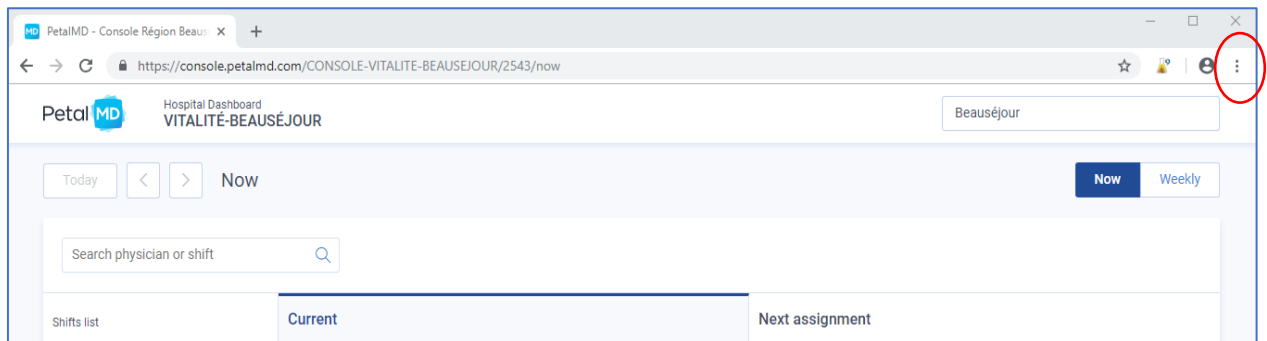 MD PetalMD - Console Région Beaus
https://console.petalmd.com/CONSOLE-VITALITE-BEAUSEJOUR/2543/now
Petal MD
Hospital Dashboard
VITALITÉ-BEAUSÉJOUR
Beauséjour
Today
Now
Now
Weekly
Search physician or shift
Shifts list
Current
Next assignment